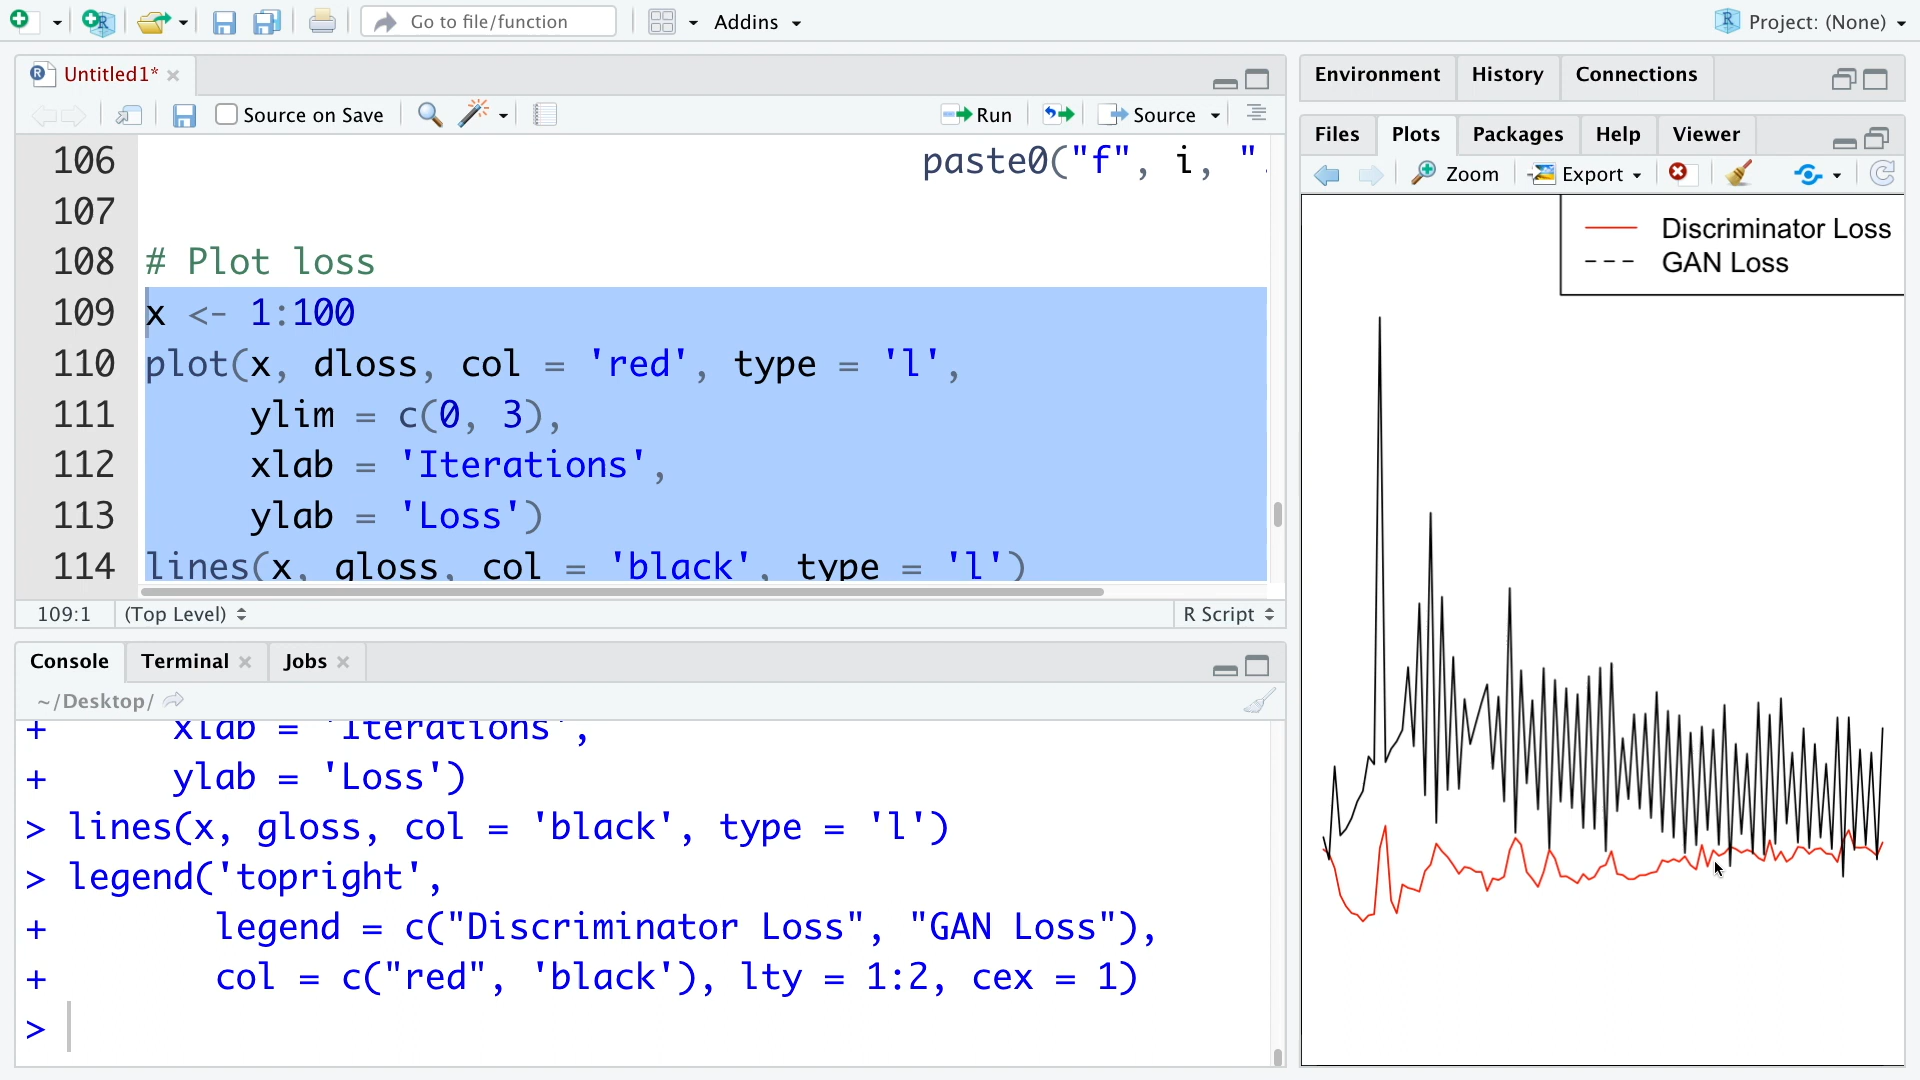 Go to file/function
Addins
Project: (None)
Untitled1*
Source on Save
Run
Source
106 paste0("f", i, ".
107
108 # Plot loss
109 x <- 1:100
110 plot(x, dloss, col = 'red', type = 'l',
111 ylim = c(0, 3),
112 xlab = 'Iterations',
113 ylab = 'Loss')
114 lines(x, gloss, col = 'black', type = 'l')
109:1 (Top Level) R Script
Console Terminal Jobs
~/Desktop/
+ xlab = 'Iterations',
+ ylab = 'Loss')
> lines(x, gloss, col = 'black', type = 'l')
> legend('topright',
+ legend = c("Discriminator Loss", "GAN Loss"),
+ col = c("red", 'black'), lty = 1:2, cex = 1)
>
Environment History Connections
Files Plots Packages Help Viewer
Zoom Export
Discriminator Loss
GAN Loss